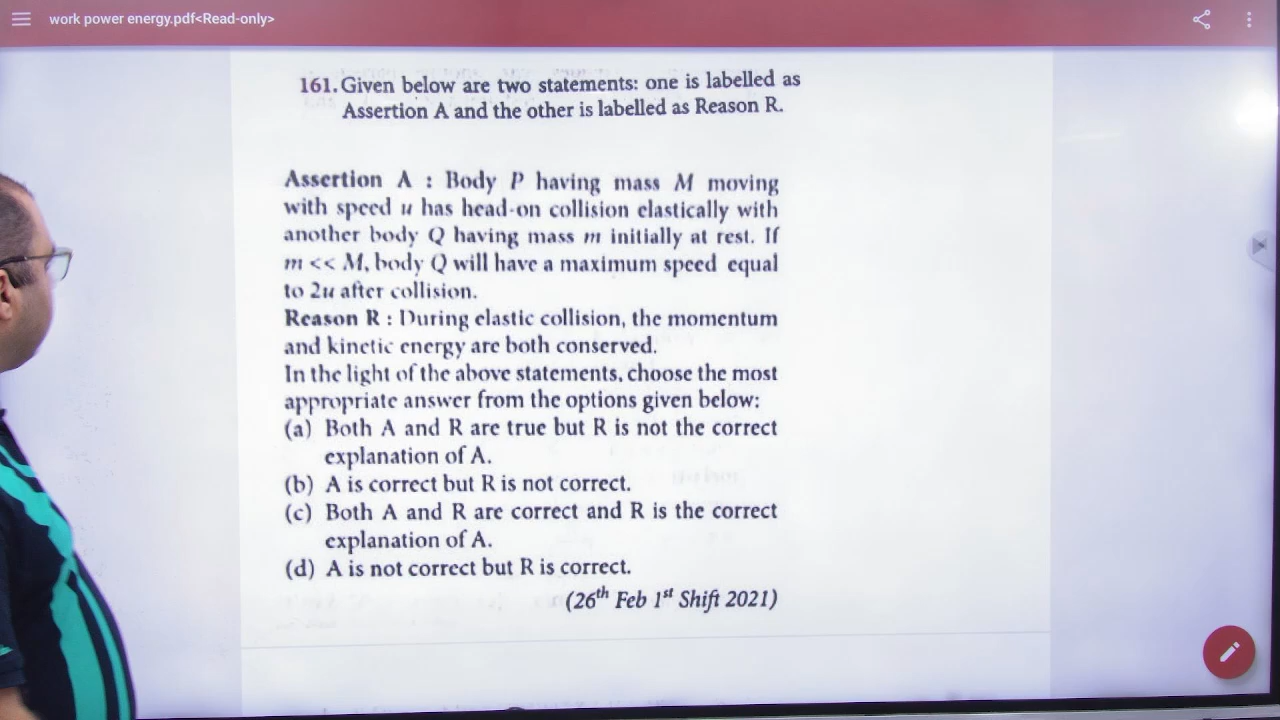 work power energy.pdf<Read-only>
161. Given below are two statements: one is labelled as
Assertion A and the other is labelled as Reason R.
Assertion A : Body P having mass M moving
with speed u has head-on collision elastically with
another body Q having mass m initially at rest. If
m << M, body Q will have a maximum speed equal
to 2u after collision.
Reason R : During elastic collision, the momentum
and kinetic energy are both conserved.
In the light of the above statements, choose the most
appropriate answer from the options given below:
(a) Both A and R are true but R is not the correct
explanation of A.
(b) A is correct but R is not correct.
(c) Both A and R are correct and R is the correct
explanation of A.
(d) A is not correct but R is correct.
(26th Feb 1st Shift 2021)